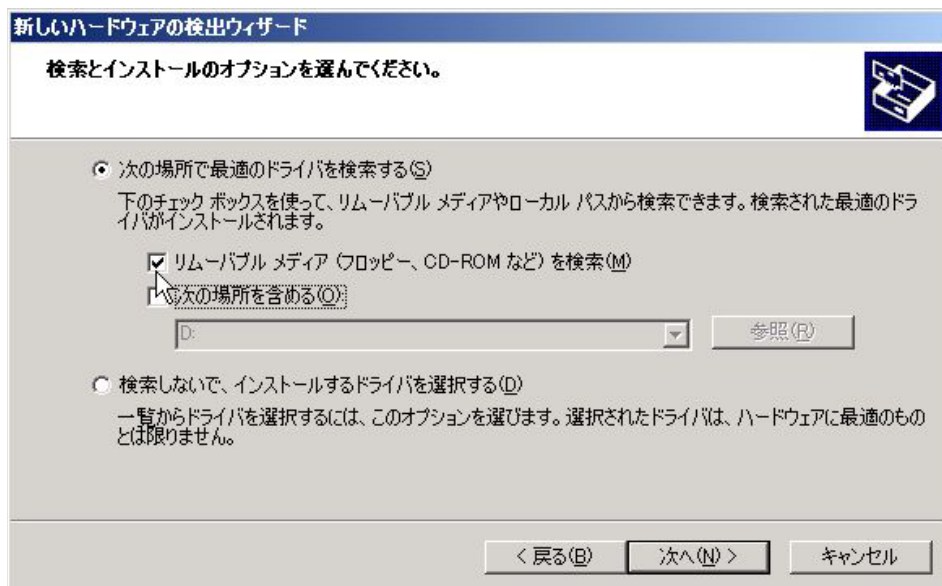 新しいハードウェアの検出ウィザード
検索とインストールのオプションを選んでください。
次の場所で最適のドライバを検索する(S)
下のチェック ボックスを使って、リムーバブル メディアやローカル パスから検索できます。検索された最適のドラ
イバがインストールされます。
リムーバブル メディア (フロッピー、CD-ROM など) を検索(M)
次の場所を含める(O):
D:
参照(R)
検索しないで、インストールするドライバを選択する(D)
一覧からドライバを選択するには、このオプションを選びます。選択されたドライバは、ハードウェアに最適のもの
とは限りません。
< 戻る(B)
次へ(N) >
キャンセル